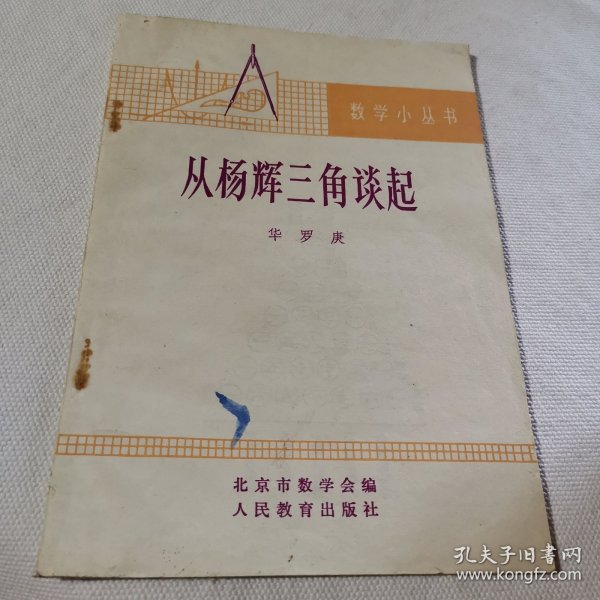 数学小丛书
从杨辉三角谈起
华罗庚
北京市数学会编
人民教育出版社
孔夫子旧书网
www.kongfz.com